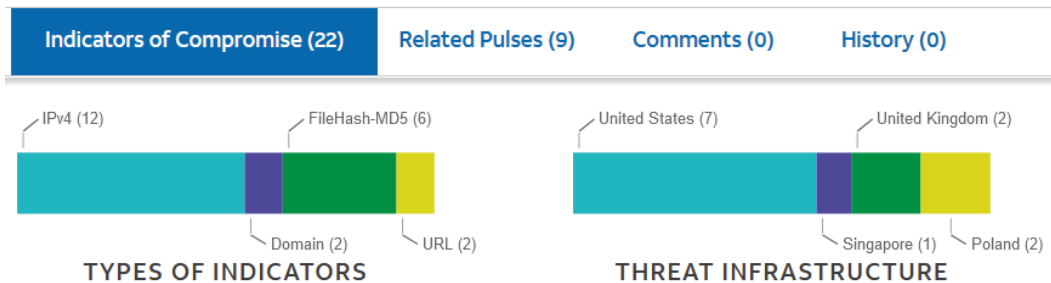 Indicators of Compromise (22) Related Pulses (9) Comments (0) History (0)
IPv4 (12) FileHash-MD5 (6)
Domain (2) URL (2)
TYPES OF INDICATORS
United States (7) United Kingdom (2)
Singapore (1) Poland (2)
THREAT INFRASTRUCTURE